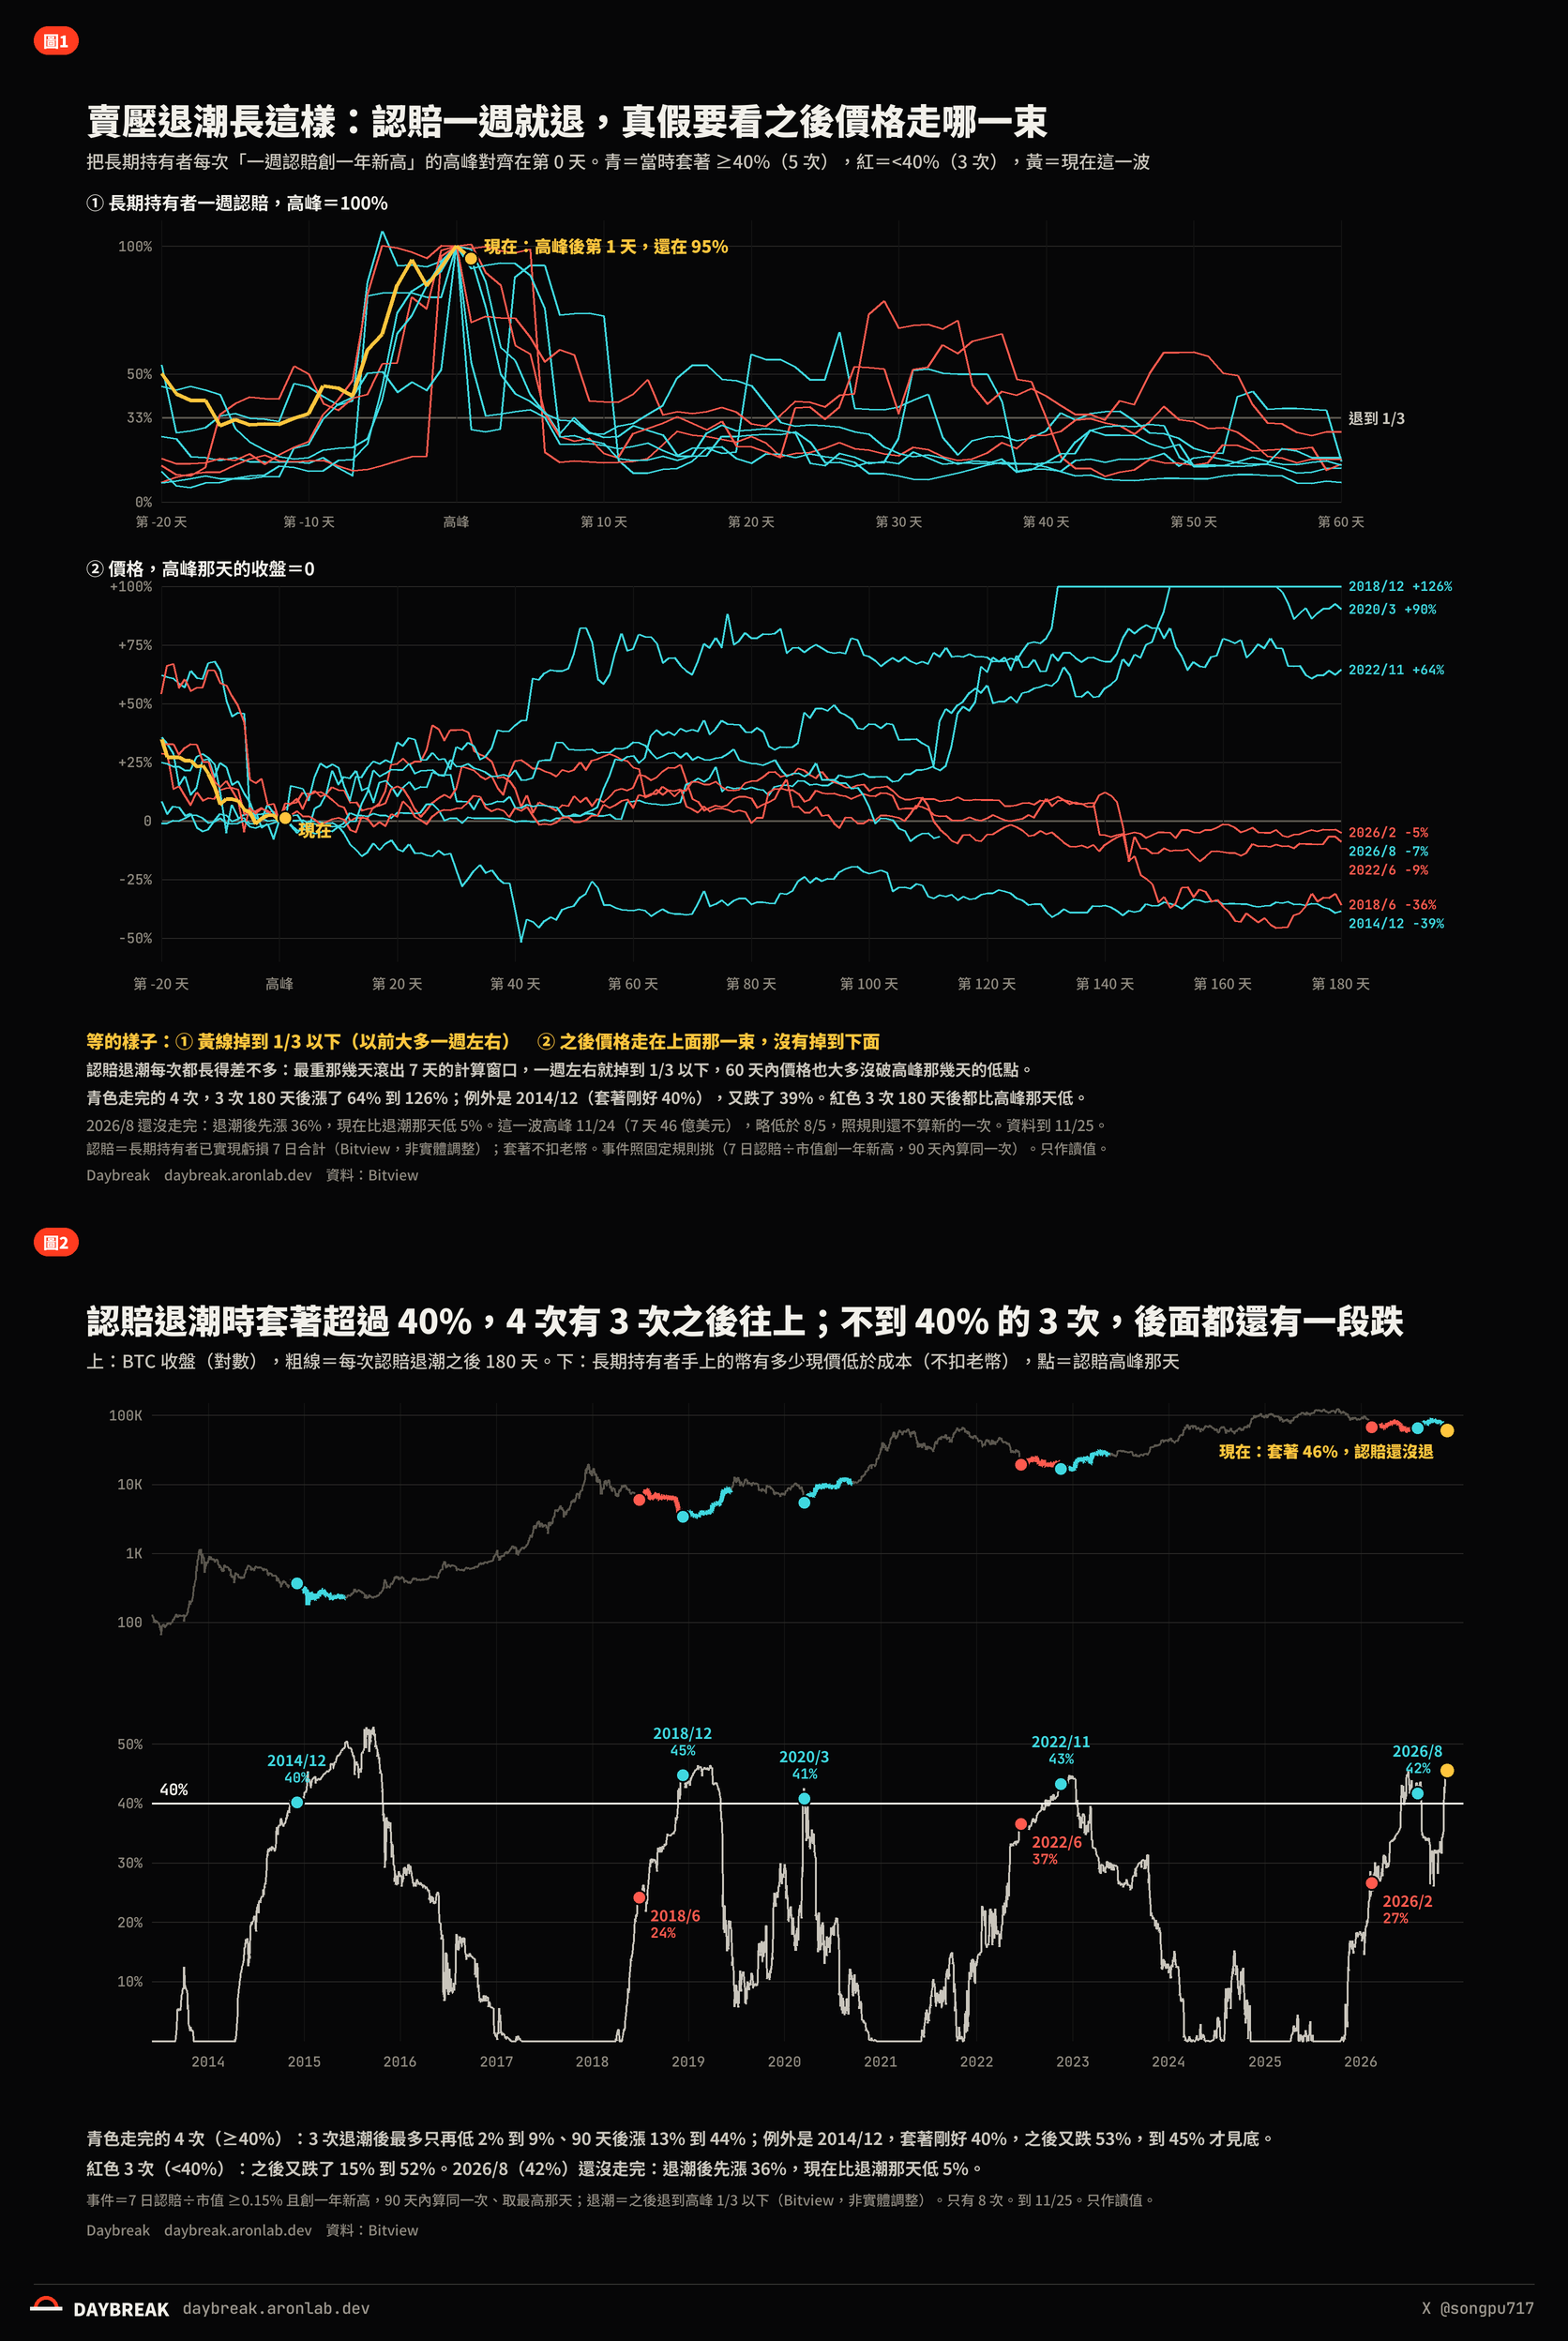 圖1
賣壓退潮長這樣：認賠一週就退，真假要看之後價格走哪一束
把長期持有者每次「一週認賠創一年新高」的高峰對齊在第 0 天。青＝當時套著 ≥40%（5 次），紅＝<40%（3 次），黃＝現在這一波
① 長期持有者一週認賠，高峰＝100%
100%
現在：高峰後第 1 天，還在 95%
50%
33%
退到 1/3
0%
第 -20 天
第 -10 天
高峰
第 10 天
第 20 天
第 30 天
第 40 天
第 50 天
第 60 天
② 價格，高峰那天的收盤＝0
+100%
2018/12 +126%
2020/3 +90%
+75%
2022/11 +64%
+50%
+25%
0
現在
2026/2 -5%
2026/8 -7%
2022/6 -9%
-25%
2018/6 -36%
2014/12 -39%
-50%
第 -20 天
高峰
第 20 天
第 40 天
第 60 天
第 80 天
第 100 天
第 120 天
第 140 天
第 160 天
第 180 天
等的樣子：① 黃線掉到 1/3 以下（以前大多一週左右） ② 之後價格走在上面那一束，沒有掉到下面
認賠退潮每次都長得差不多：最重那幾天滾出 7 天的計算窗口，一週左右就掉到 1/3 以下，60 天內價格也大多沒破高峰那幾天的低點。
青色走完的 4 次，3 次 180 天後漲了 64% 到 126%；例外是 2014/12（套著剛好 40%），又跌了 39%。紅色 3 次 180 天後都比高峰那天低。
2026/8 還沒走完：退潮後先漲 36%，現在比退潮那天低 5%。這一波高峰 11/24（7 天 46 億美元），略低於 8/5，照規則還不算新的一次。資料到 11/25。
認賠＝長期持有者已實現虧損 7 日合計（Bitview，非實體調整）；套著不扣老幣。事件照固定規則挑（7 日認賠÷市值創一年新高，90 天內算同一次）。只作讀值。
Daybreak daybreak.aronlab.dev 資料：Bitview
圖2
認賠退潮時套著超過 40%，4 次有 3 次之後往上；不到 40% 的 3 次，後面都還有一段跌
上：BTC 收盤（對數），粗線＝每次認賠退潮之後 180 天。下：長期持有者手上的幣有多少現價低於成本（不扣老幣），點＝認賠高峰那天
100K
現在：套著 46%，認賠還沒退
10K
1K
100
50%
2014/12
40%
2018/12
45%
2020/3
41%
2022/11
43%
2026/8
42%
40%
40%
2022/6
37%
30%
2018/6
24%
2026/2
27%
20%
10%
2014
2015
2016
2017
2018
2019
2020
2021
2022
2023
2024
2025
2026
青色走完的 4 次（≥40%）：3 次退潮後最多只再低 2% 到 9%、90 天後漲 13% 到 44%；例外是 2014/12，套著剛好 40%，之後又跌 53%，到 45% 才見底。
紅色 3 次（<40%）：之後又跌了 15% 到 52%。2026/8（42%）還沒走完：退潮後先漲 36%，現在比退潮那天低 5%。
事件＝7 日認賠÷市值 ≥0.15% 且創一年新高，90 天內算同一次、取最高那天；退潮＝之後退到高峰 1/3 以下（Bitview，非實體調整）。只有 8 次。到 11/25。只作讀值。
Daybreak daybreak.aronlab.dev 資料：Bitview
DAYBREAK daybreak.aronlab.dev
X @songpu717